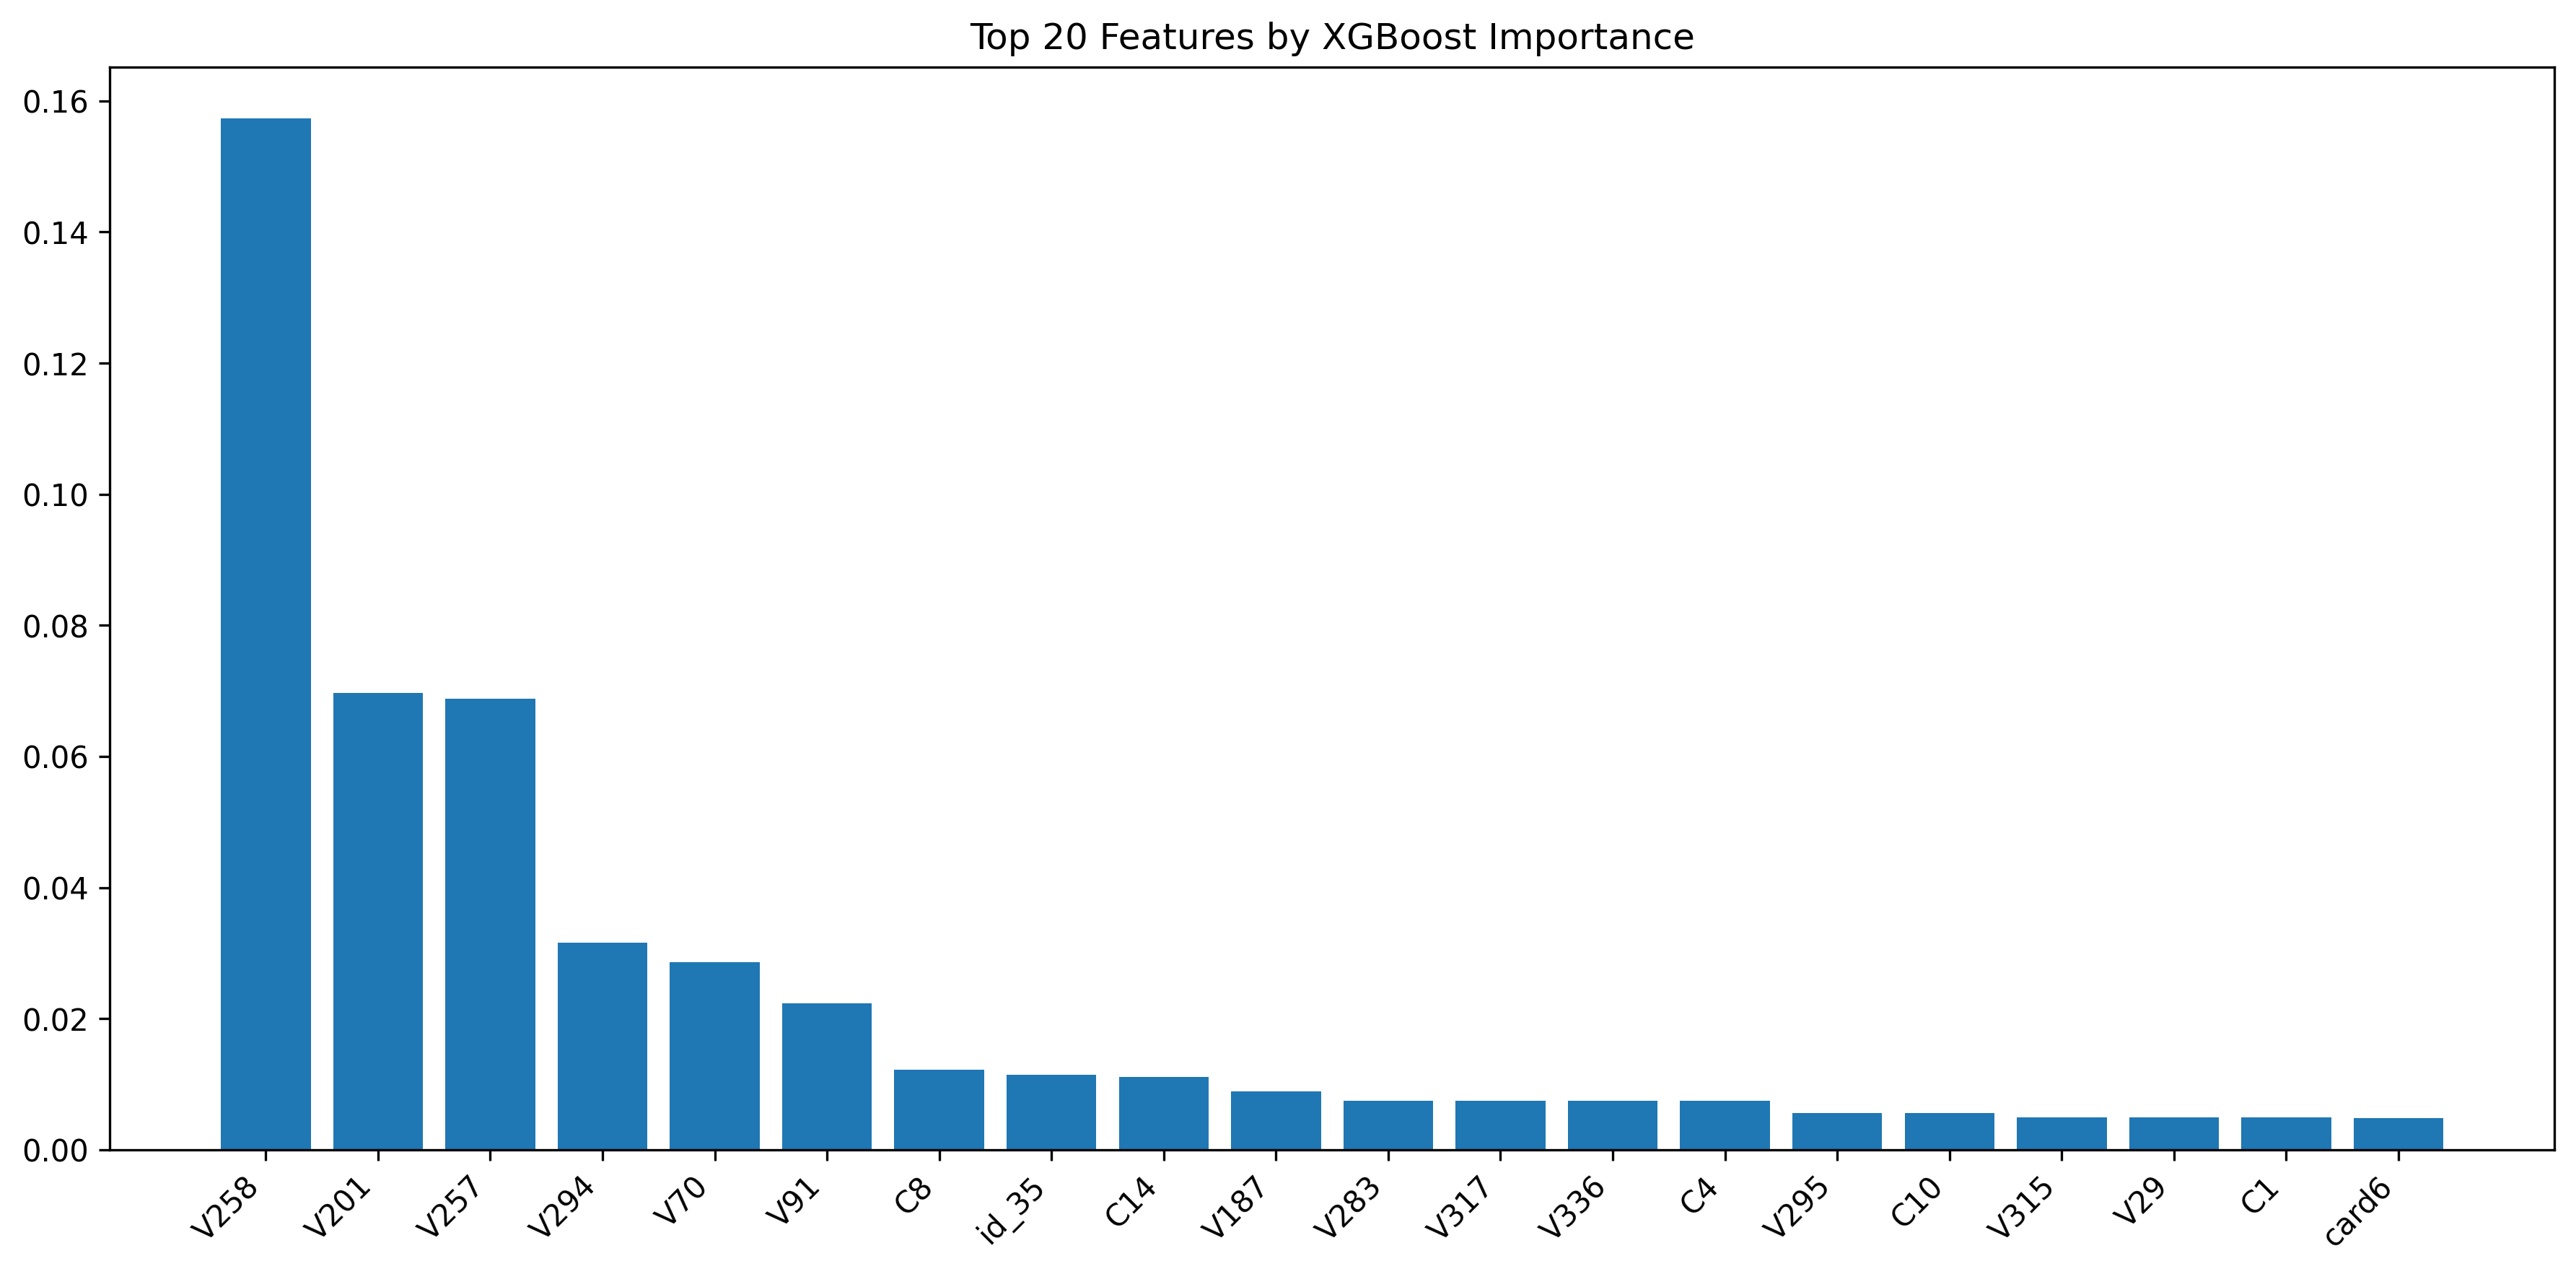 Top 20 Features by XGBoost Importance
0.16
0.14
0.12
0.10
0.08
0.06
0.04
0.02
0.00
V258
V201
V257
V294
V70
V91
C8
id_35
C14
V187
V283
V317
V336
C4
V295
C10
V315
V29
C1
card6